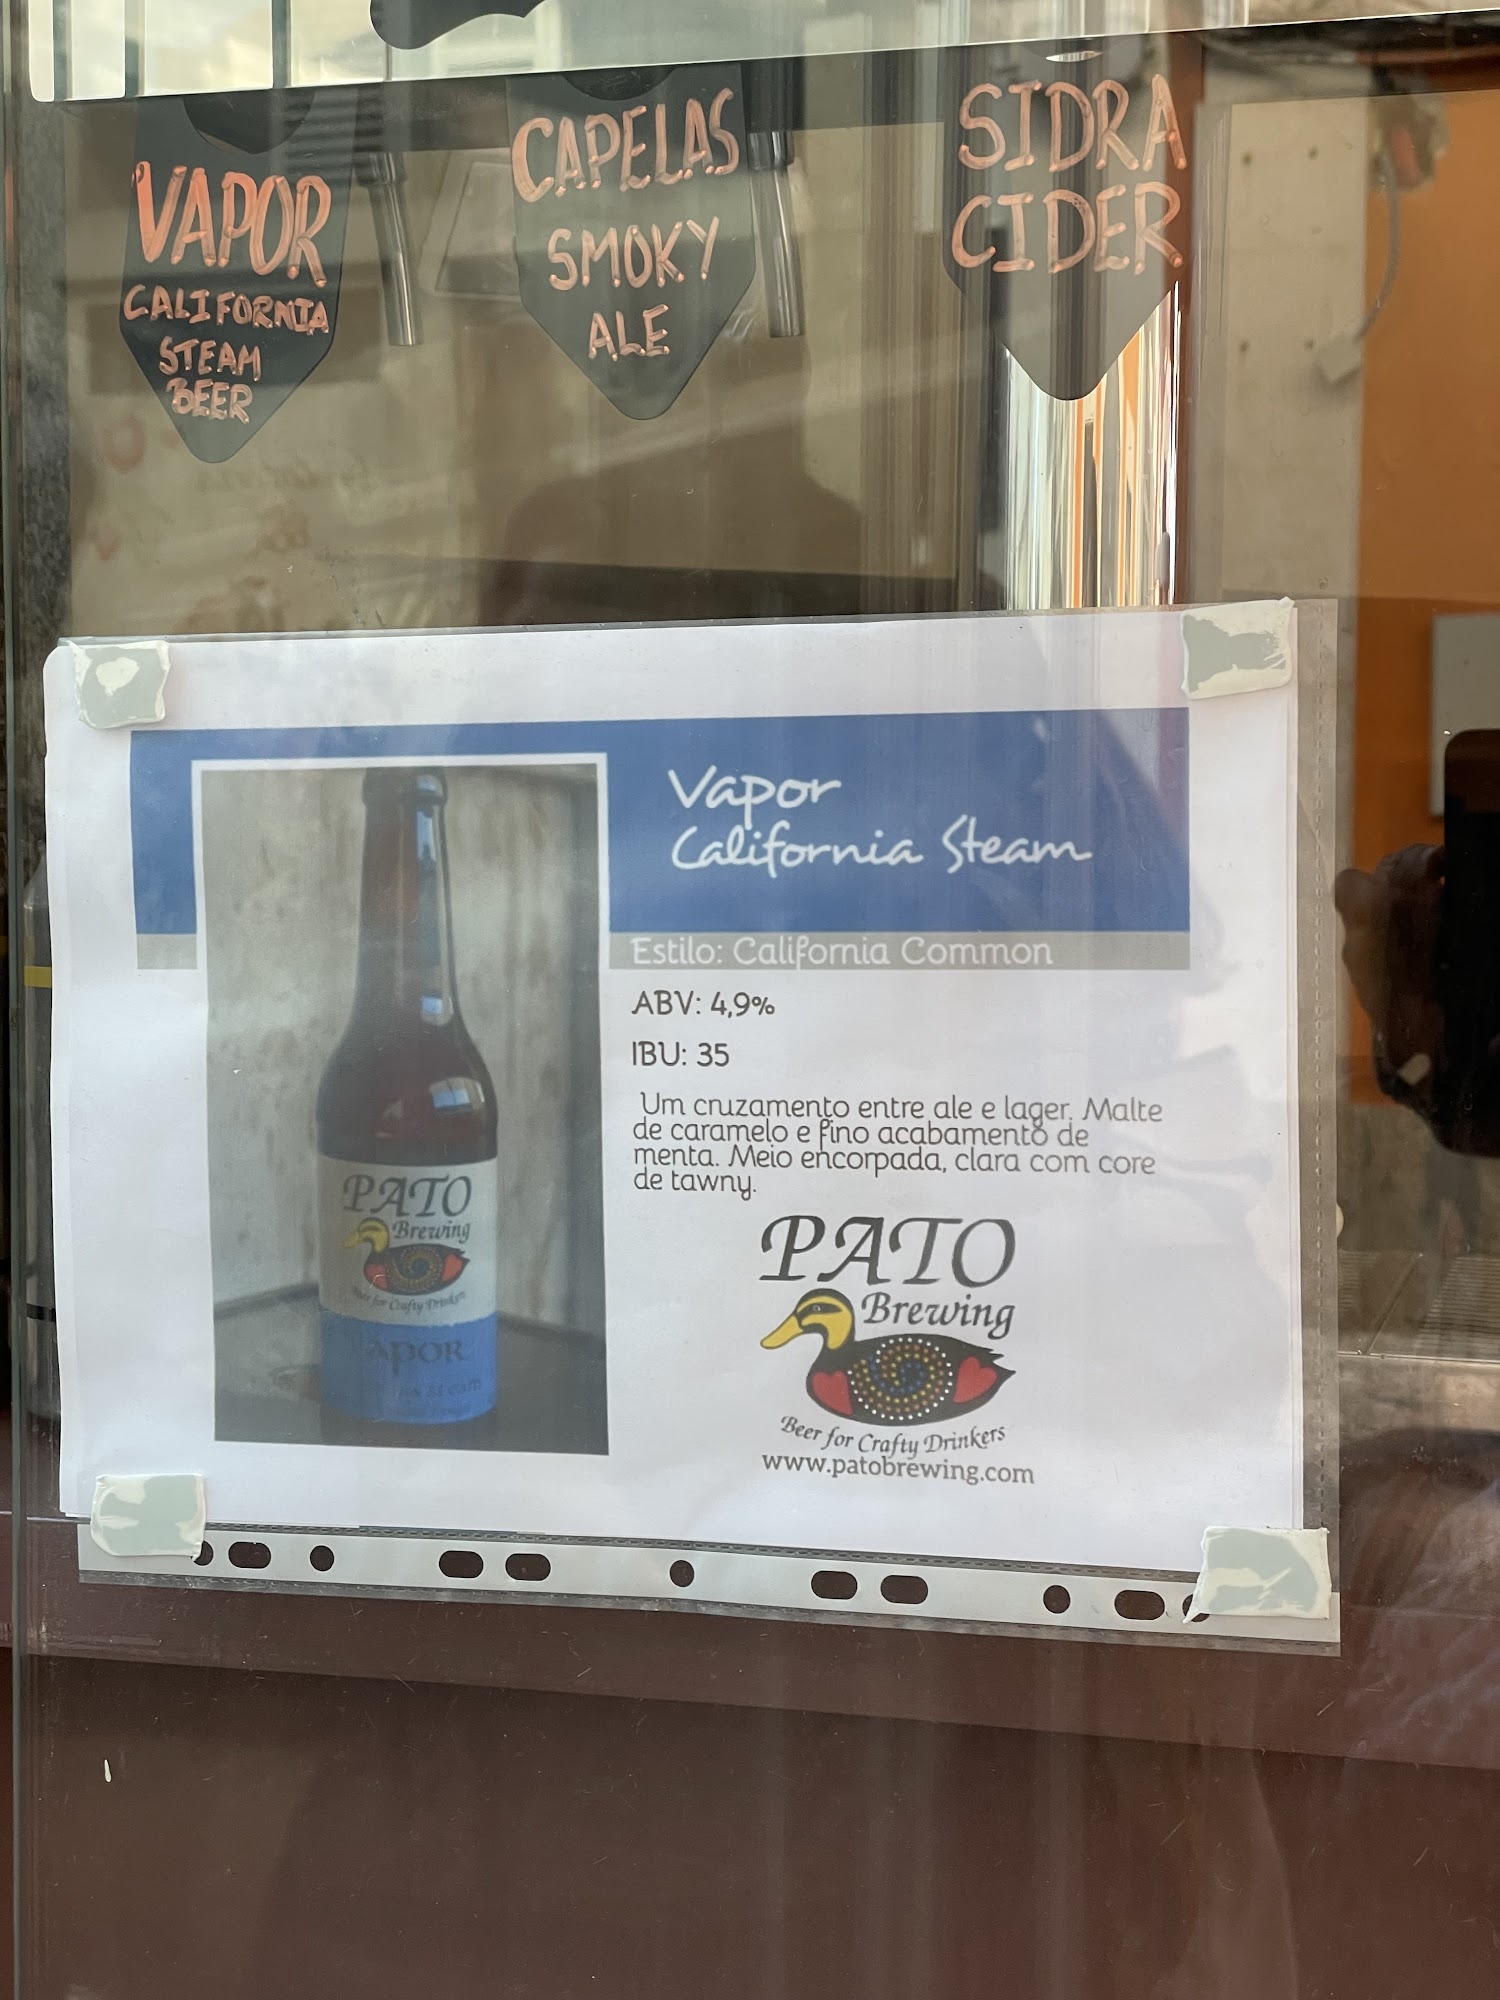 VAPOR
CALIFORNIA
STEAM
BEER
CAPELAS
SMOKY
ALE
SIDRA
CIDER
Vapor
California Steam
Estilo: California Common
ABV: 4,9%
IBU: 35
Um cruzamento entre ale e lager. Malte
de caramelo e fino acabamento de
menta. Meio encorpada, clara com core
de tawny.
PATO
Brewing
Beer for Crafty Drinkers
www.patobrewing.com
PATO
Brewing
Beer for Crafty Drinkers